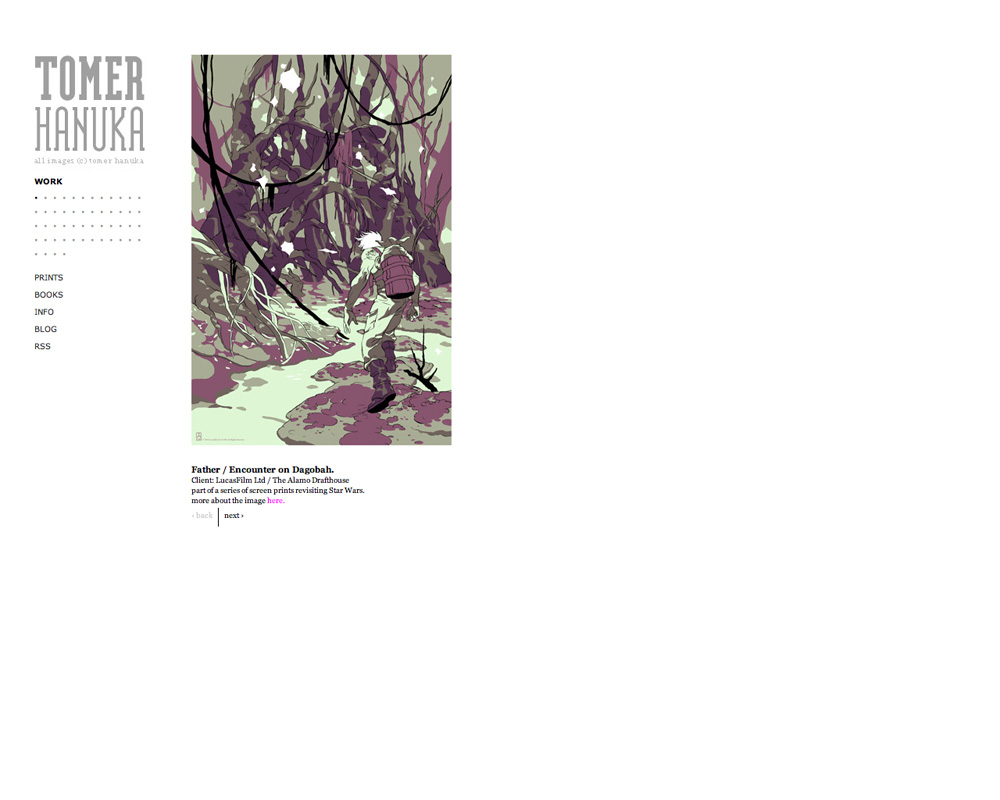 TOMER
HANUKA
all images (c) tomer hanuka
WORK
PRINTS
BOOKS
INFO
BLOG
RSS
Father / Encounter on Dagobah.
Client: LucasFilm Ltd / The Alamo Drafthouse
part of a series of screen prints revisiting Star Wars.
more about the image here.
‹ back
next ›